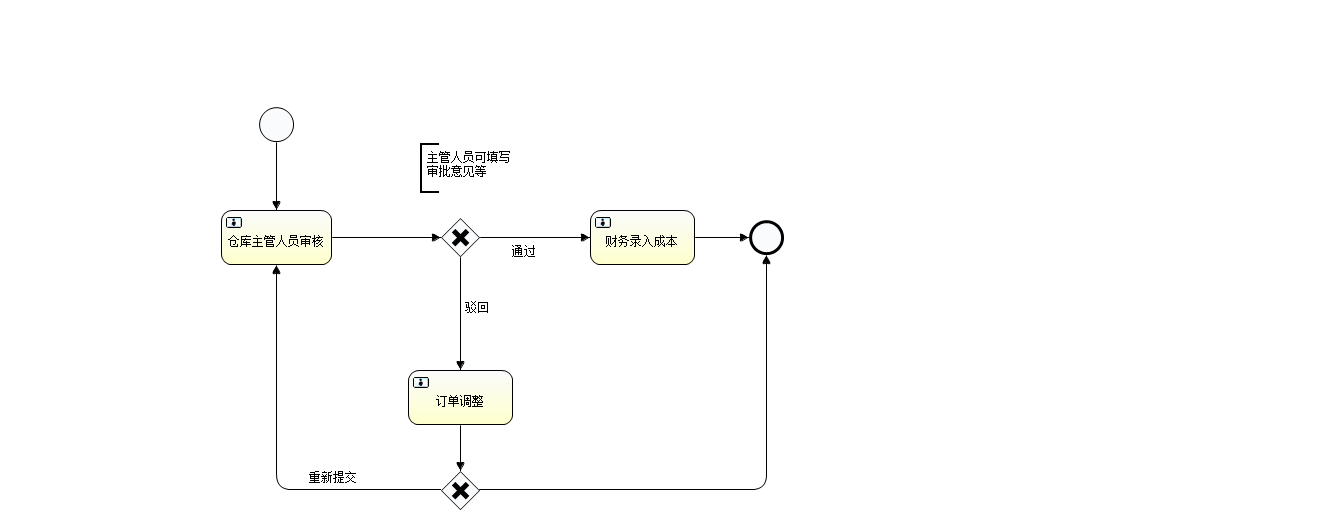 主管人员可填写
审批意见等
仓库主管人员审核
通过
财务录入成本
驳回
订单调整
重新提交